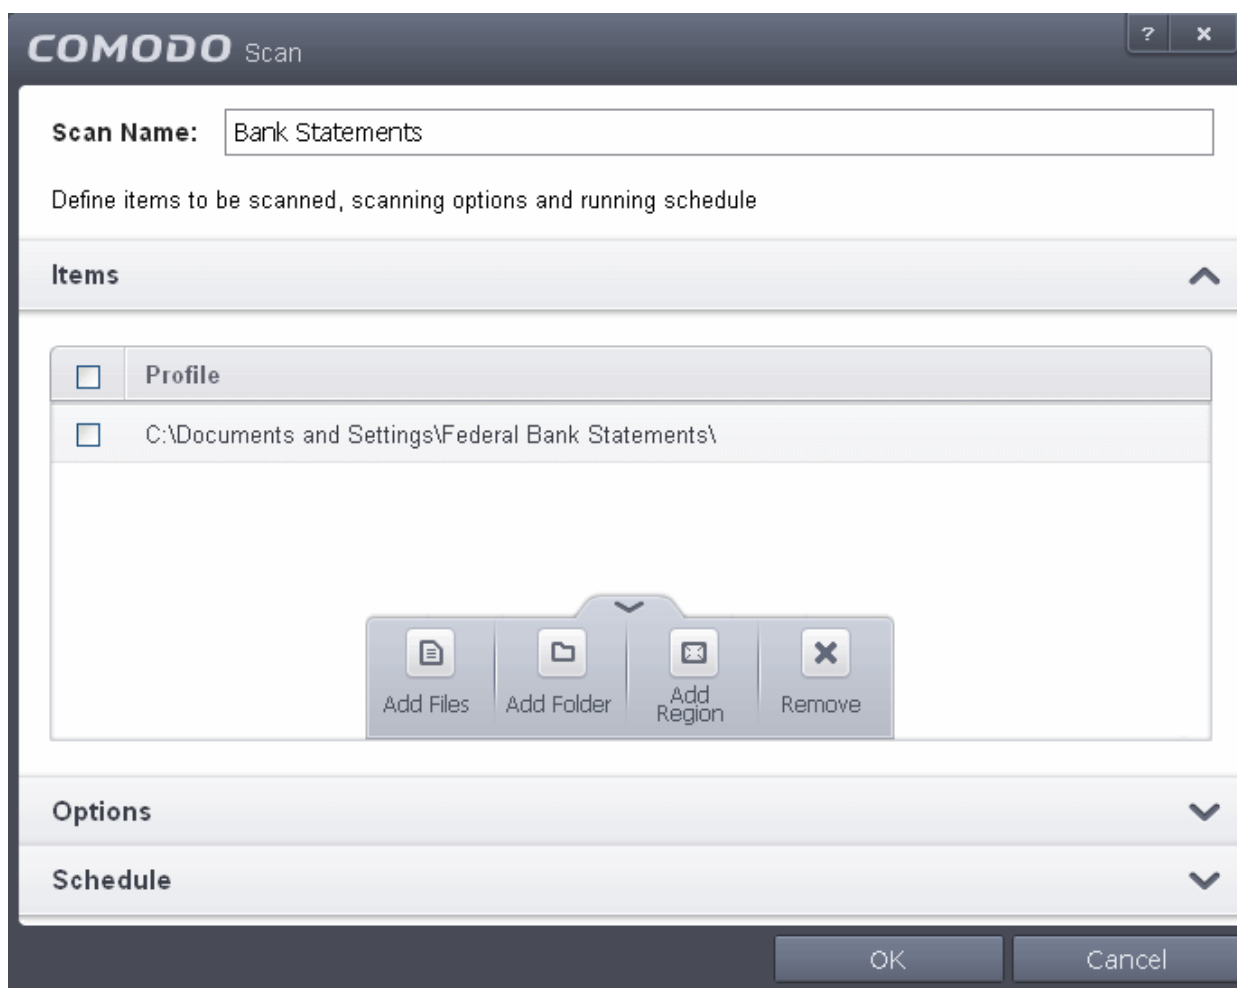 COMODO Scan
?
x
Scan Name: Bank Statements
Define items to be scanned, scanning options and running schedule
Items
Profile
C:\Documents and Settings\Federal Bank Statements\
Add Files
Add Folder
Add
Region
Remove
Options
Schedule
OK
Cancel